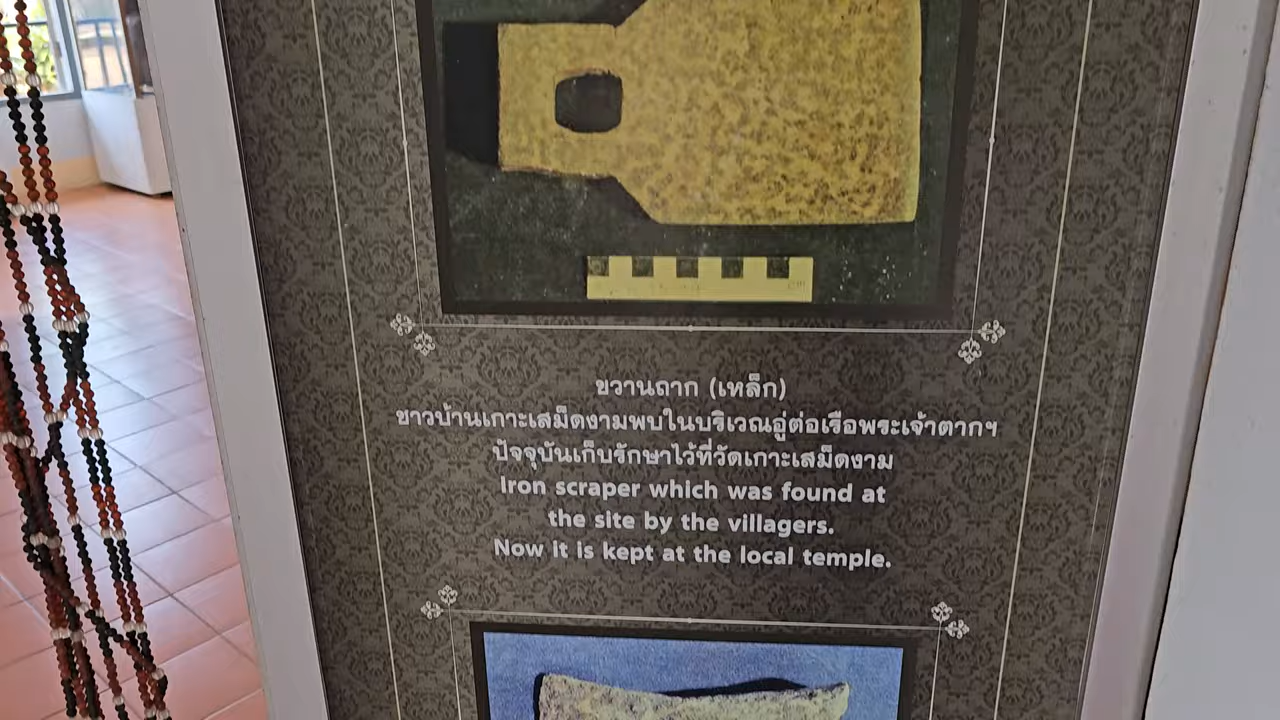 ขวานถาก (เหล็ก)
ชาวบ้านเกาะเสม็ดงามพบในบริเวณอู่ต่อเรือพระเจ้าตากฯ
ปัจจุบันเก็บรักษาไว้ที่วัดเกาะเสม็ดงาม
Iron scraper which was found at
the site by the villagers.
Now it is kept at the local temple.